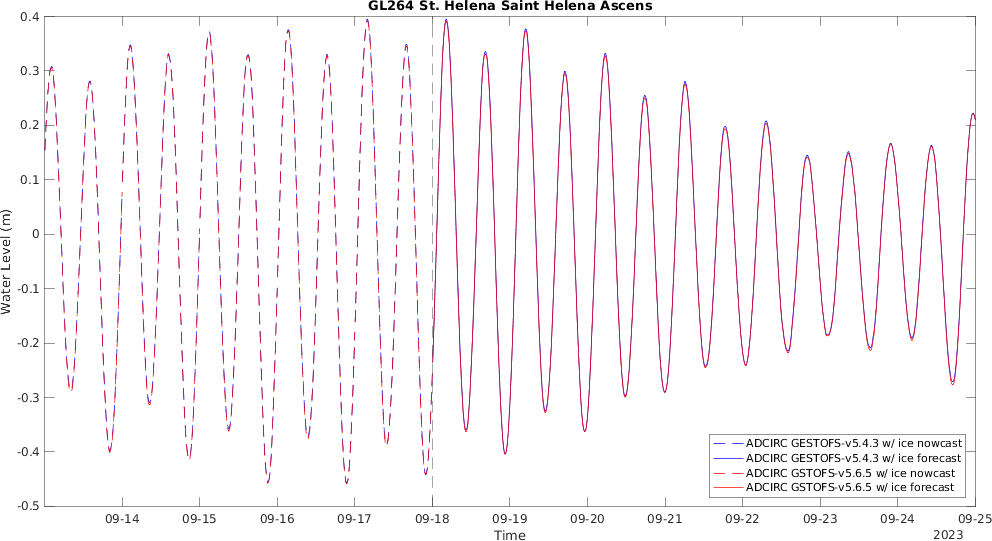 GL264 St. Helena Saint Helena Ascens
0.4
0.3
0.2
0.1
0
-0.1
-0.2
-0.3
-0.4
-0.5
Water Level (m)
ADCIRC GESTOFS-v5.4.3 w/ ice nowcast
ADCIRC GESTOFS-v5.4.3 w/ ice forecast
ADCIRC GSTOFS-v5.6.5 w/ ice nowcast
ADCIRC GSTOFS-v5.6.5 w/ ice forecast
09-14 09-15 09-16 09-17 09-18 09-19 09-20 09-21 09-22 09-23 09-24 09-25
Time
2023